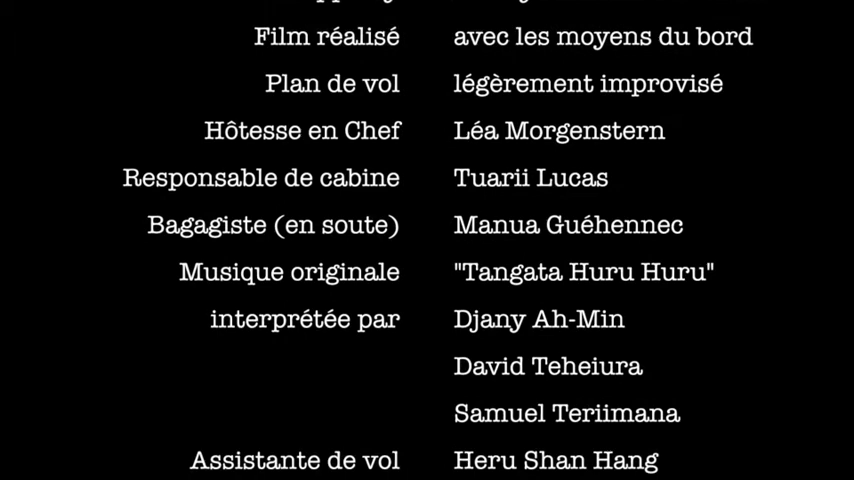 Film réalisé avec les moyens du bord
Plan de vol légèrement improvisé
Hôtesse en Chef Léa Morgenstern
Responsable de cabine Tuarii Lucas
Bagagiste (en soute) Manua Guéhennec
Musique originale "Tangata Huru Huru"
interprétée par Djany Ah-Min
David Teheiura
Samuel Teriimana
Assistante de vol Heru Shan Hang